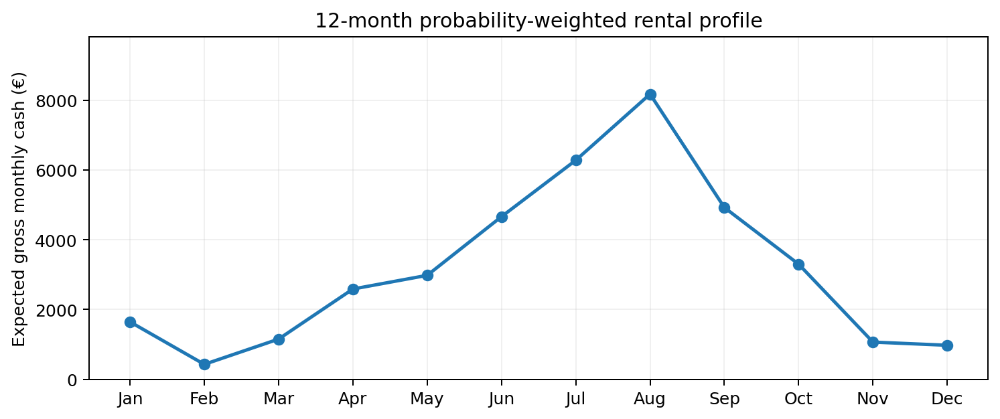 12-month probability-weighted rental profile
Expected gross monthly cash (€)
8000
6000
4000
2000
0
Jan Feb Mar Apr May Jun Jul Aug Sep Oct Nov Dec